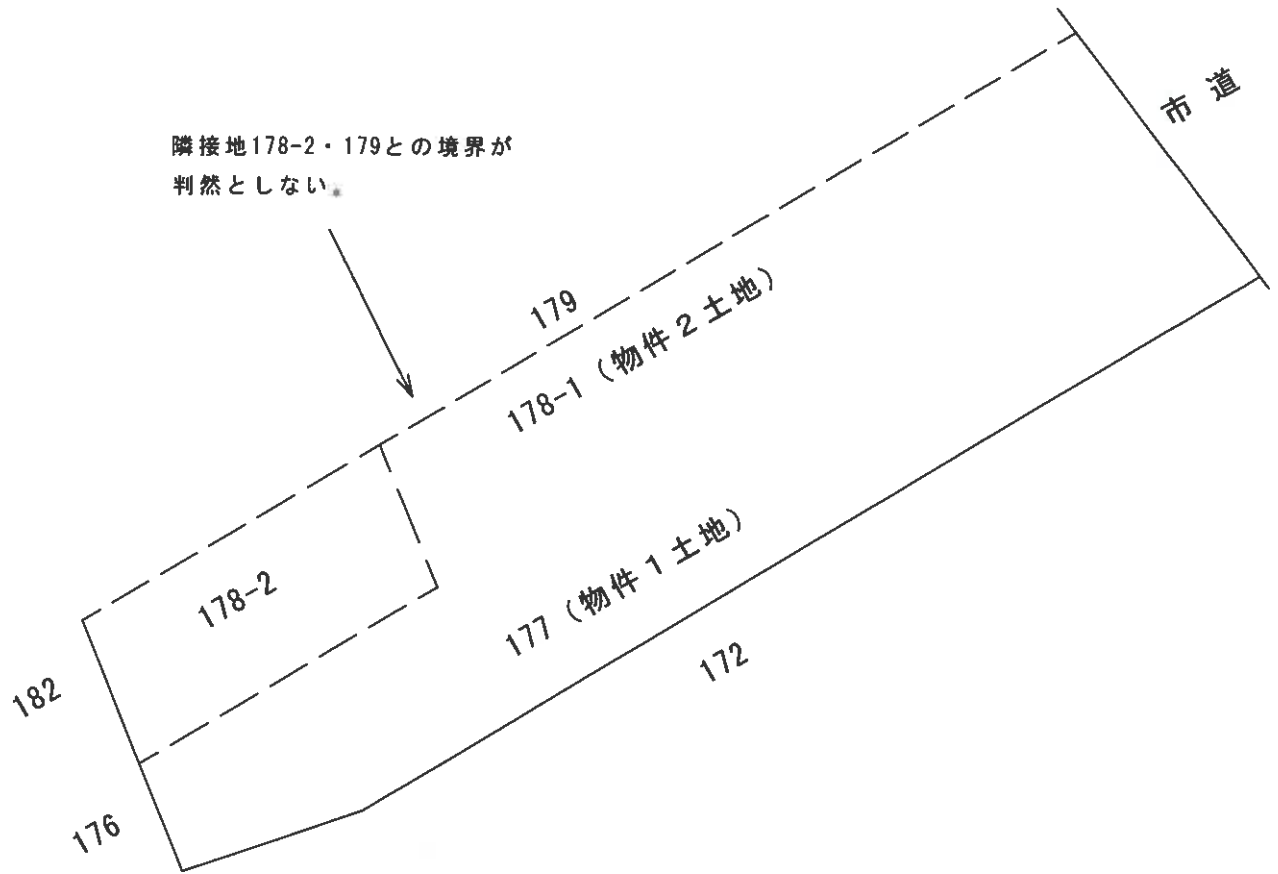 市 道
隣接地178-2・179との境界が
判然としない。
179
178-1（物件２土地）
177（物件１土地）
178-2
172
182
176